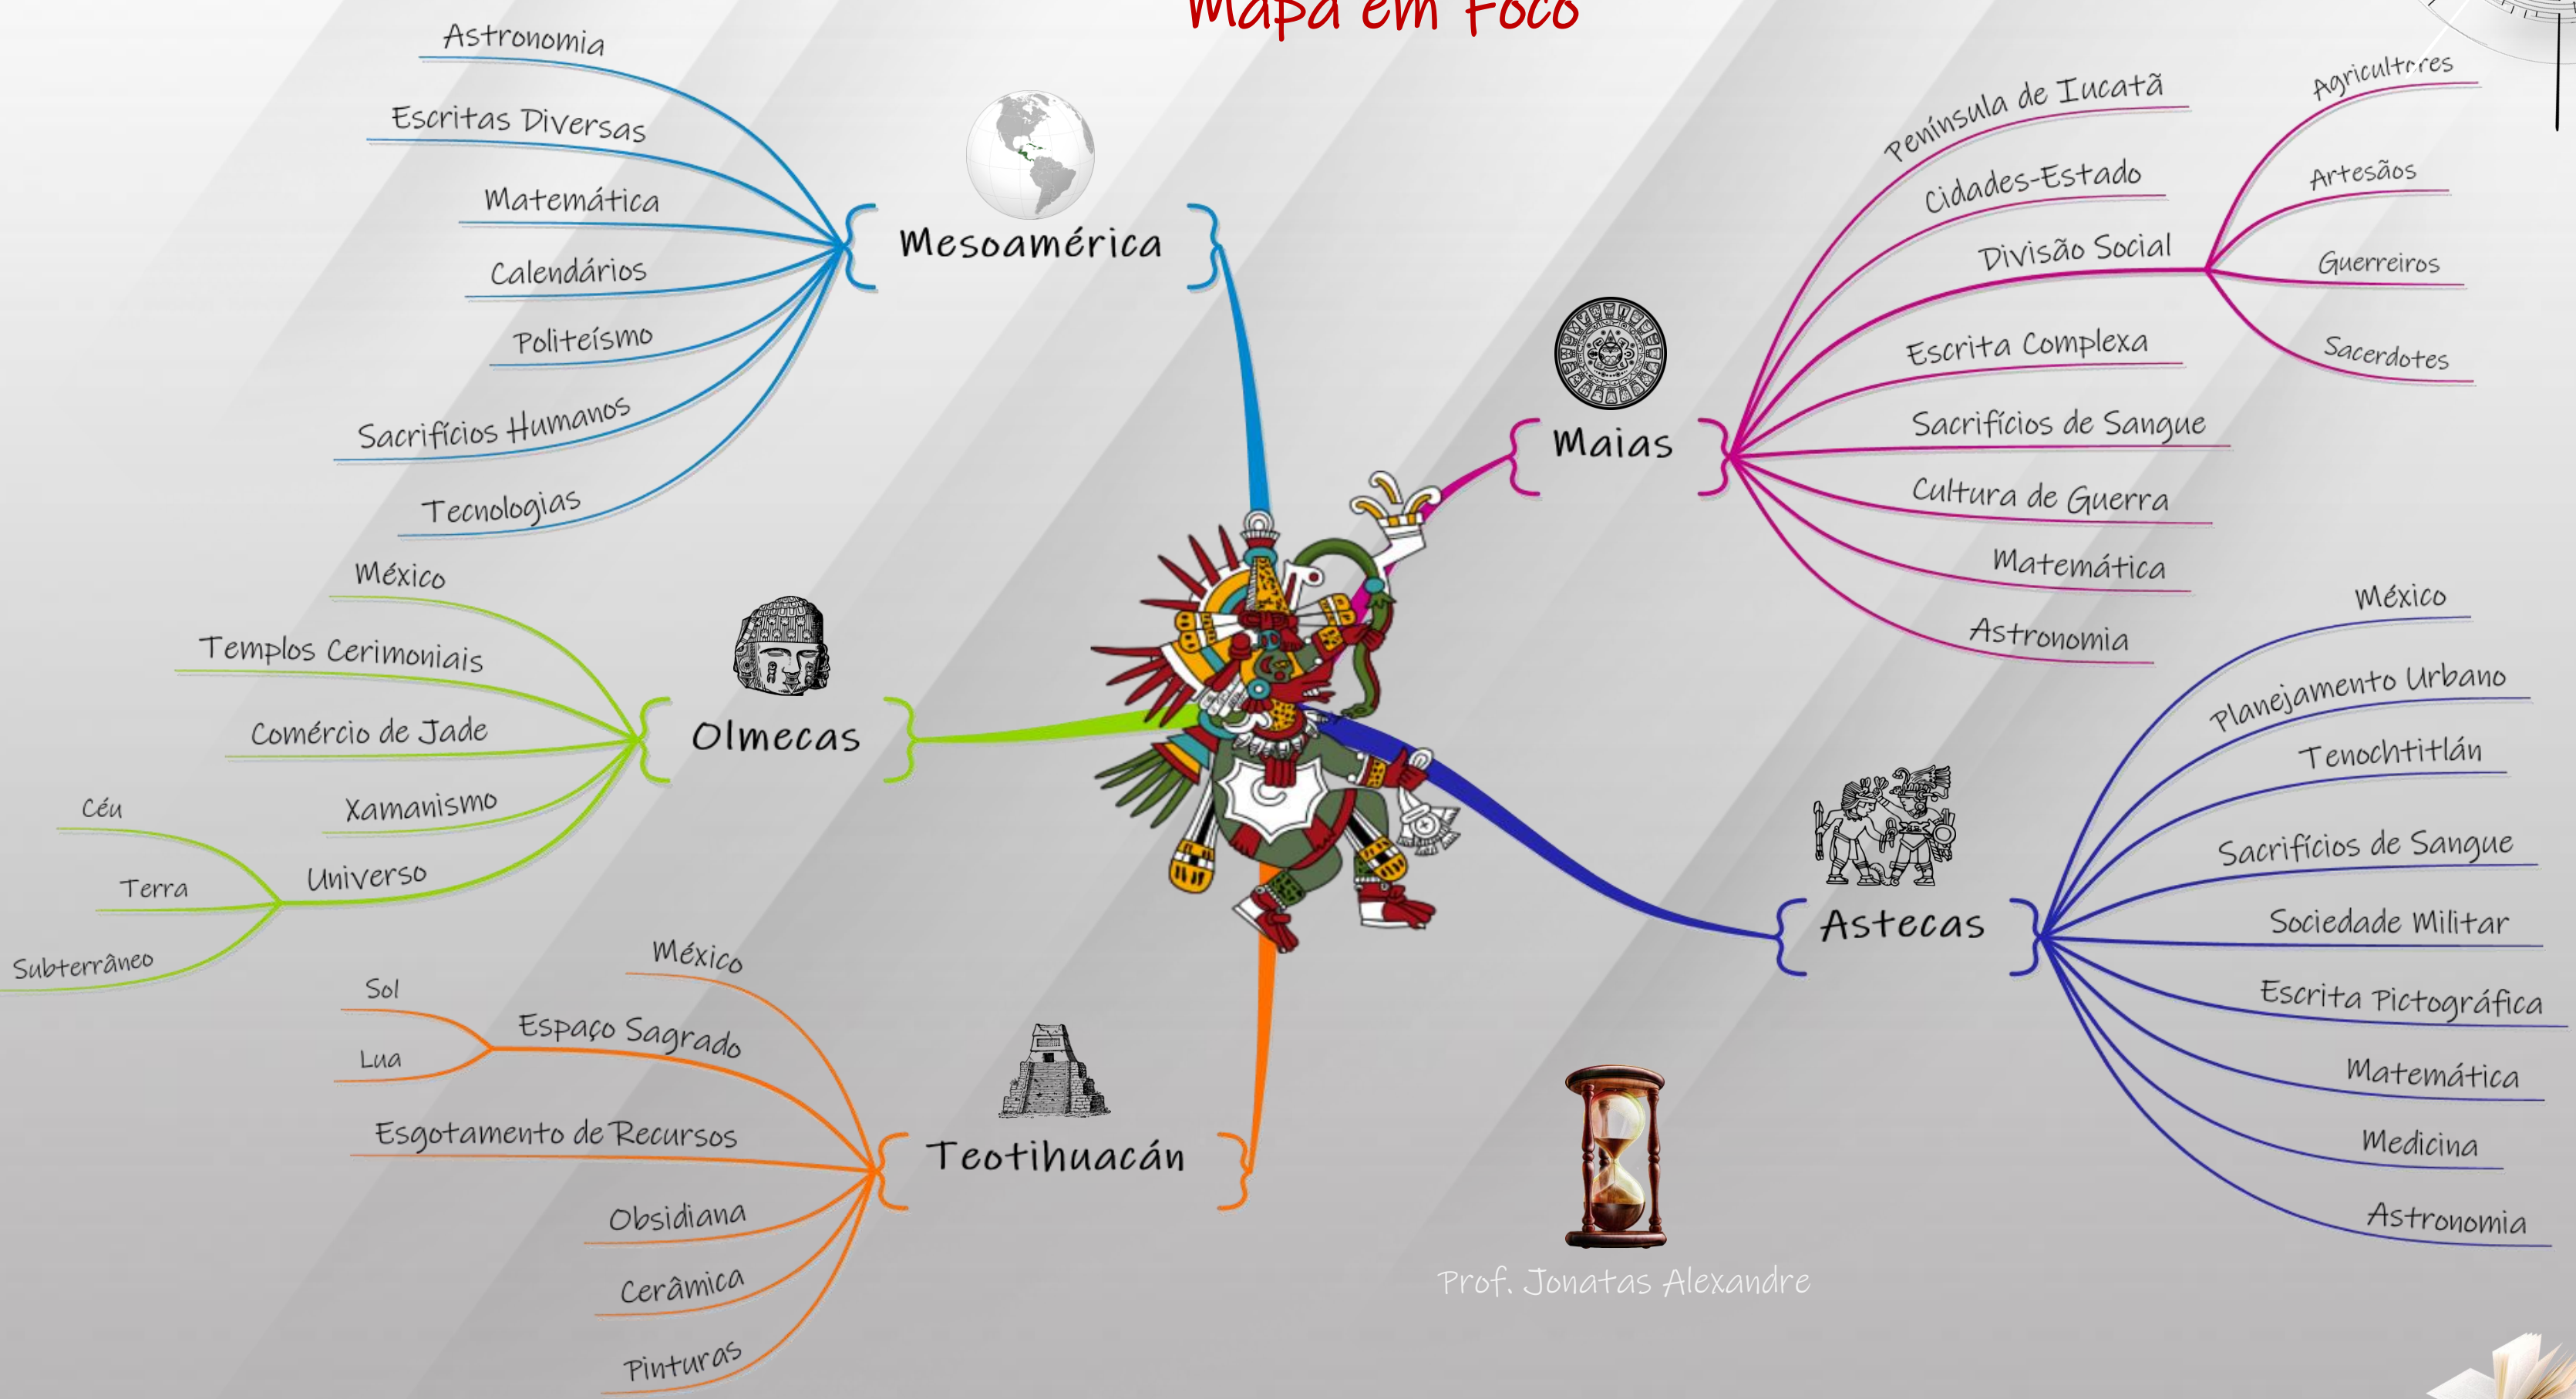 Mapa em Foco
Mesoamérica
Astronomia
Escritas Diversas
Matemática
Calendários
Politeísmo
Sacrifícios Humanos
Tecnologias
Olmecas
México
Templos Cerimoniais
Comércio de Jade
Xamanismo
Universo
Céu
Terra
Subterrâneo
Teotihuacán
México
Espaço Sagrado
Sol
Lua
Esgotamento de Recursos
Obsidiana
Cerâmica
Pinturas
Maias
Península de Iucatã
Cidades-Estado
Divisão Social
Agricultores
Artesãos
Guerreiros
Sacerdotes
Escrita Complexa
Sacrifícios de Sangue
Cultura de Guerra
Matemática
Astronomia
Astecas
México
Planejamento Urbano
Tenochtitlán
Sacrifícios de Sangue
Sociedade Militar
Escrita Pictográfica
Matemática
Medicina
Astronomia
Prof. Jonatas Alexandre